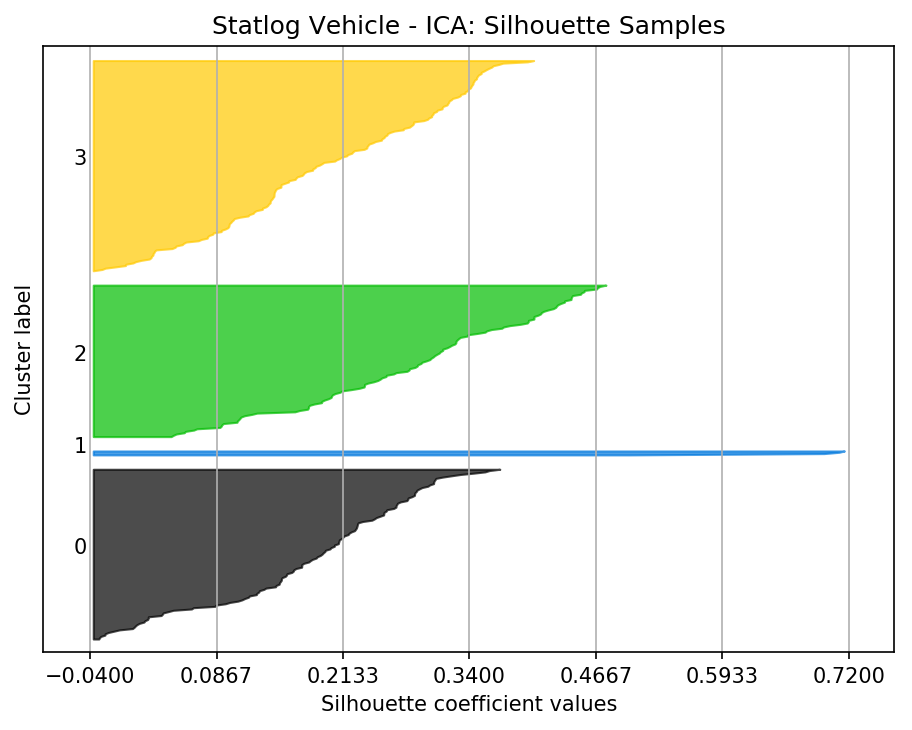 Statlog Vehicle - ICA: Silhouette Samples
3
2
1
0
Cluster label
−0.0400 0.0867 0.2133 0.3400 0.4667 0.5933 0.7200
Silhouette coefficient values